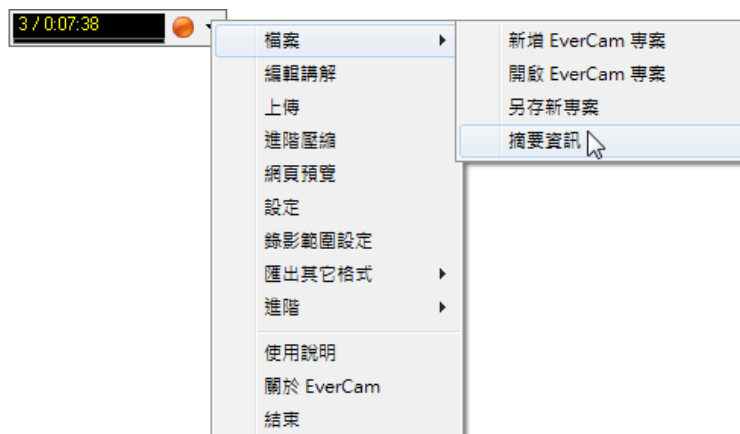 3 / 0:07:38
檔案
編輯講解
上傳
進階壓縮
網頁預覽
設定
錄影範圍設定
匯出其它格式
進階
使用說明
關於 EverCam
結束
新增 EverCam 專案
開啟 EverCam 專案
另存新專案
摘要資訊